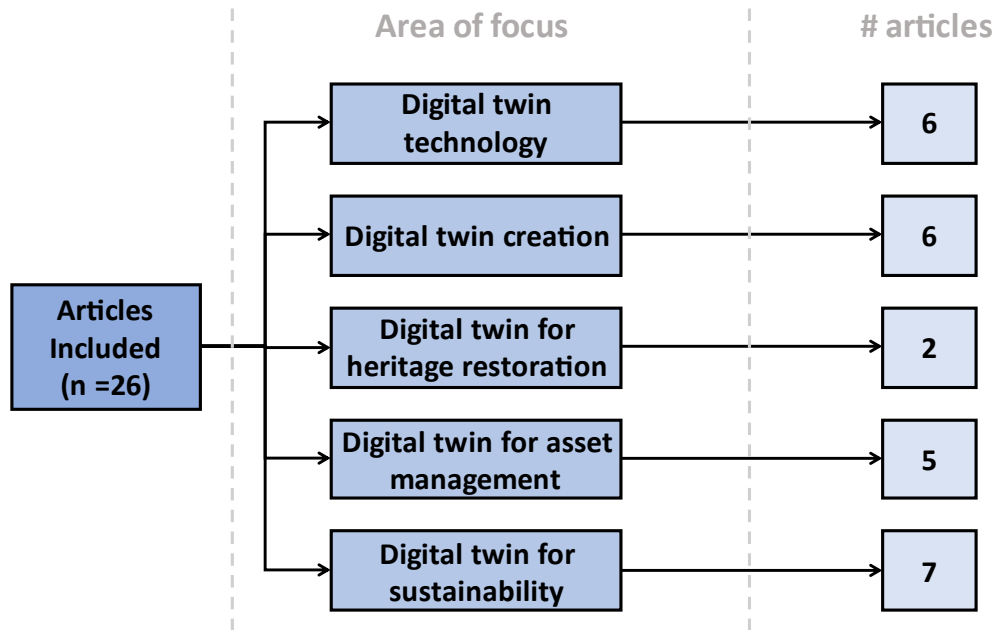 Area of focus
# articles
Digital twin
technology
6
Digital twin creation
6
Articles
Included
(n =26)
Digital twin for
heritage restoration
2
Digital twin for asset
management
5
Digital twin for
sustainability
7